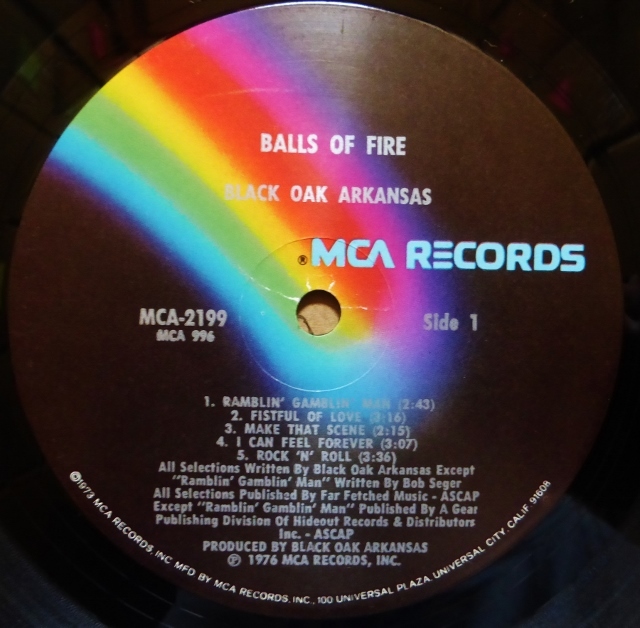 BALLS OF FIRE
BLACK OAK ARKANSAS
® MCA RECORDS
MCA-2199
MCA 996
Side 1
1. RAMBLIN' GAMBLIN' MAN (2:43)
2. FISTFUL OF LOVE (3:16)
3. MAKE THAT SCENE (2:15)
4. I CAN FEEL FOREVER (3:07)
5. ROCK 'N' ROLL (3:36)
All Selections Written By Black Oak Arkansas Except
"Ramblin' Gamblin' Man" Written By Bob Seger
All Selections Published By Far Fetched Music - ASCAP
Except "Ramblin' Gamblin' Man" Published By A Gear
Publishing Division Of Hideout Records & Distributors
Inc. - ASCAP
PRODUCED BY BLACK OAK ARKANSAS
℗ 1976 MCA RECORDS, INC.
©1973 MCA RECORDS, INC MFD BY MCA RECORDS, INC., 100 UNIVERSAL PLAZA, UNIVERSAL CITY, CALIF. 91608